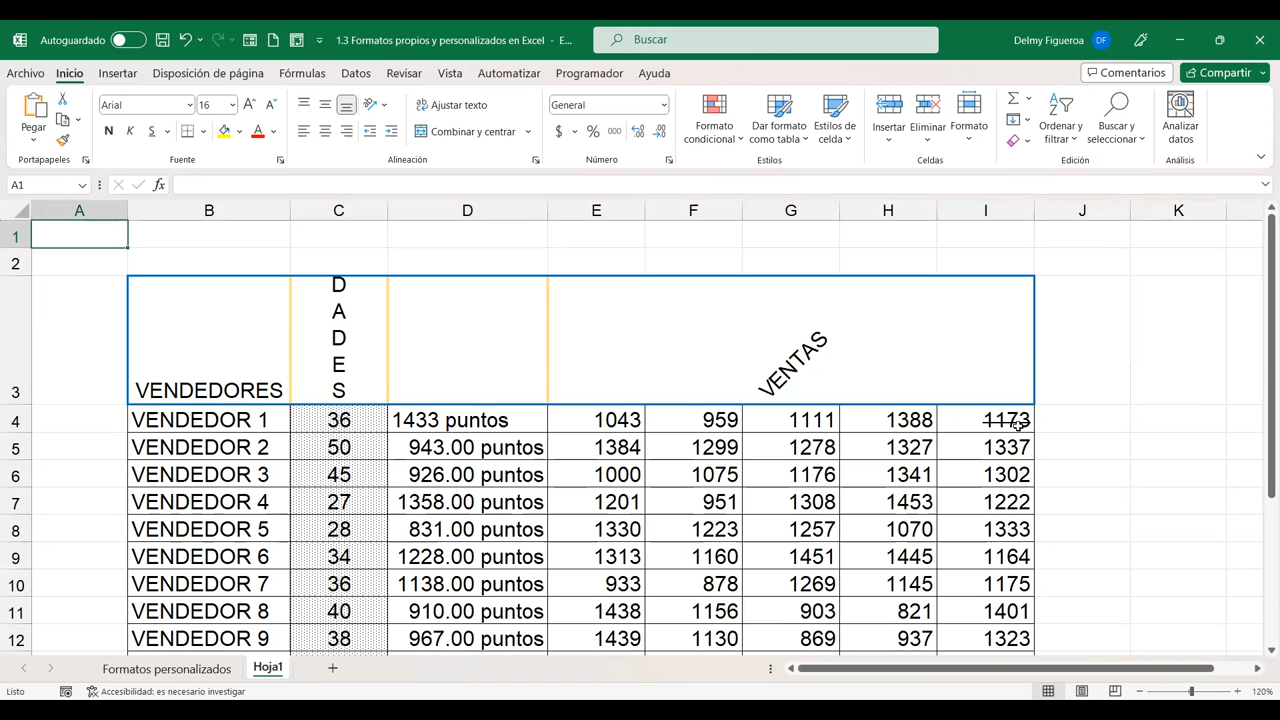 Autoguardado
1.3 Formatos propios y personalizados en Excel - E...
Buscar
Delmy Figueroa DF
Archivo Inicio Insertar Disposición de página Fórmulas Datos Revisar Vista Automatizar Programador Ayuda
Comentarios Compartir
Pegar
Portapapeles
Arial 16
N K S
Fuente
Ajustar texto
Combinar y centrar
Alineación
General
$ % 000
Número
Formato condicional
Dar formato como tabla
Estilos de celda
Estilos
Insertar Eliminar Formato
Celdas
Ordenar y filtrar
Buscar y seleccionar
Edición
Analizar datos
Análisis
A1
fx
A B C D E F G H I J K
1
2
3 VENDEDORES DADES VENTAS
4 VENDEDOR 1 36 1433 puntos 1043 959 1111 1388 1173
5 VENDEDOR 2 50 943.00 puntos 1384 1299 1278 1327 1337
6 VENDEDOR 3 45 926.00 puntos 1000 1075 1176 1341 1302
7 VENDEDOR 4 27 1358.00 puntos 1201 951 1308 1453 1222
8 VENDEDOR 5 28 831.00 puntos 1330 1223 1257 1070 1333
9 VENDEDOR 6 34 1228.00 puntos 1313 1160 1451 1445 1164
10 VENDEDOR 7 36 1138.00 puntos 933 878 1269 1145 1175
11 VENDEDOR 8 40 910.00 puntos 1438 1156 903 821 1401
12 VENDEDOR 9 38 967.00 puntos 1439 1130 869 937 1323
Formatos personalizados Hoja1
Listo
Accesibilidad: es necesario investigar
120%